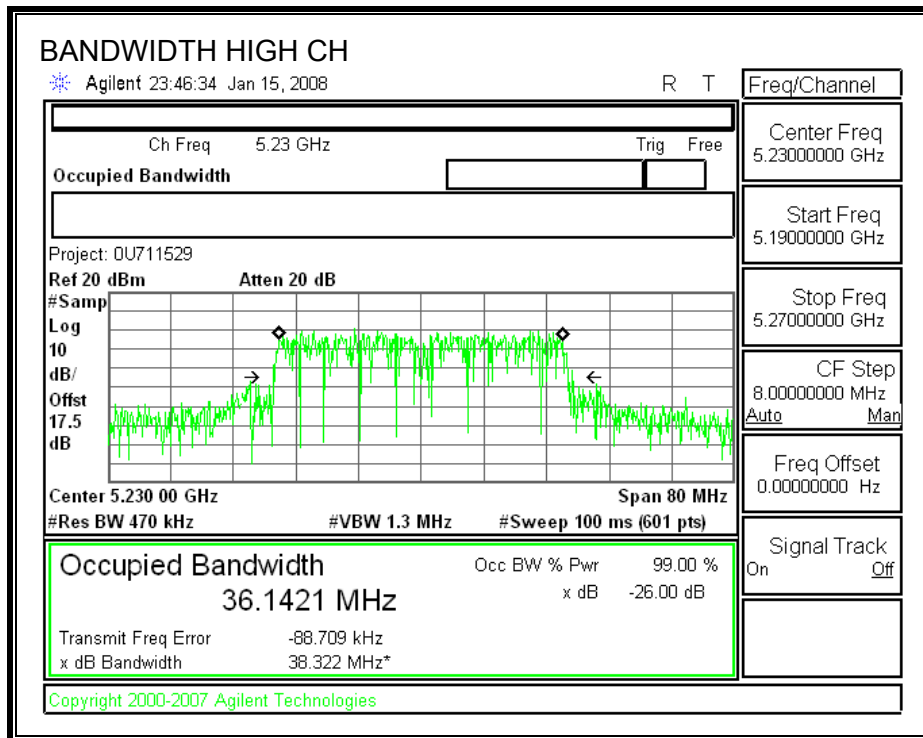 BANDWIDTH HIGH CH
Agilent 23:46:34 Jan 15, 2008 R T
Freq/Channel
Ch Freq 5.23 GHz Trig Free
Occupied Bandwidth
Center Freq
5.23000000 GHz
Start Freq
5.19000000 GHz
Stop Freq
5.27000000 GHz
CF Step
8.00000000 MHz
Auto Man
Freq Offset
0.00000000 Hz
Signal Track
On Off
Project: 0U711529
Ref 20 dBm Atten 20 dB
#Samp
Log
10
dB/
Offst
17.5
dB
Center 5.230 00 GHz Span 80 MHz
#Res BW 470 kHz #VBW 1.3 MHz #Sweep 100 ms (601 pts)
Occupied Bandwidth
36.1421 MHz
Occ BW % Pwr 99.00 %
x dB -26.00 dB
Transmit Freq Error -88.709 kHz
x dB Bandwidth 38.322 MHz*
Copyright 2000-2007 Agilent Technologies